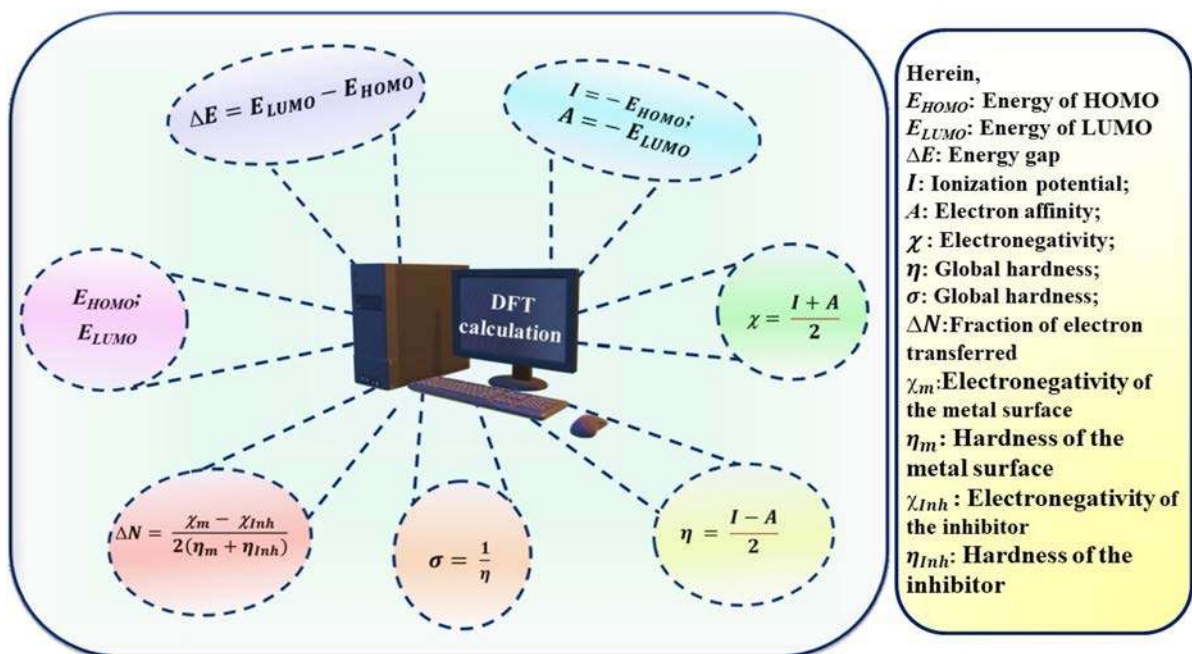 ΔE = E_LUMO − E_HOMO
I = − E_HOMO;
A = − E_LUMO
E_HOMO;
E_LUMO
DFT
calculation
χ = (I + A)/2
ΔN = (χ_m − χ_Inh)/(2(η_m + η_Inh))
σ = 1/η
η = (I − A)/2
Herein,
E_HOMO: Energy of HOMO
E_LUMO: Energy of LUMO
ΔE: Energy gap
I: Ionization potential;
A: Electron affinity;
χ: Electronegativity;
η: Global hardness;
σ: Global hardness;
ΔN:Fraction of electron
transferred
χ_m:Electronegativity of
the metal surface
η_m: Hardness of the
metal surface
χ_Inh : Electronegativity of
the inhibitor
η_Inh: Hardness of the
inhibitor